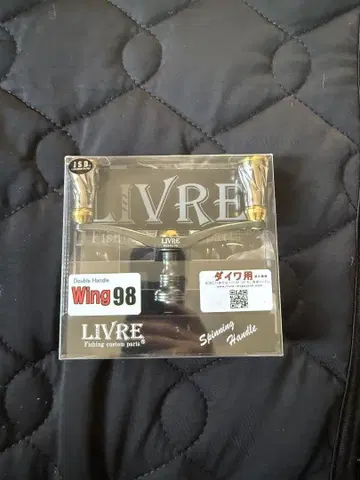 I.S.O.
LIVRE
LIVRE
Double Handle
Wing 98
ダイワ用
LIVRE®
Fishing custom parts
Spinning
Handle